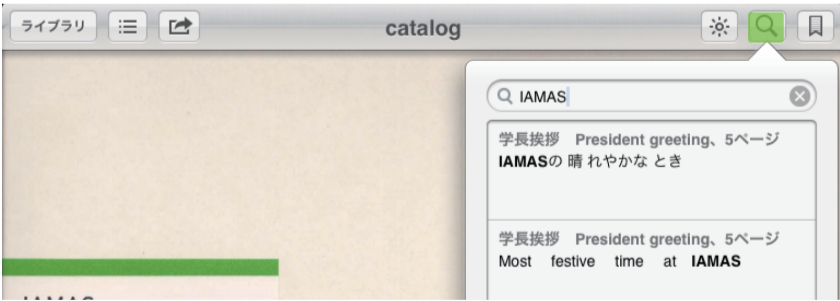 ライブラリ
catalog
IAMAS
学長挨拶　President greeting、5ページ
IAMASの 晴 れやかな とき
学長挨拶　President greeting、5ページ
Most festive time at IAMAS
IAMAS